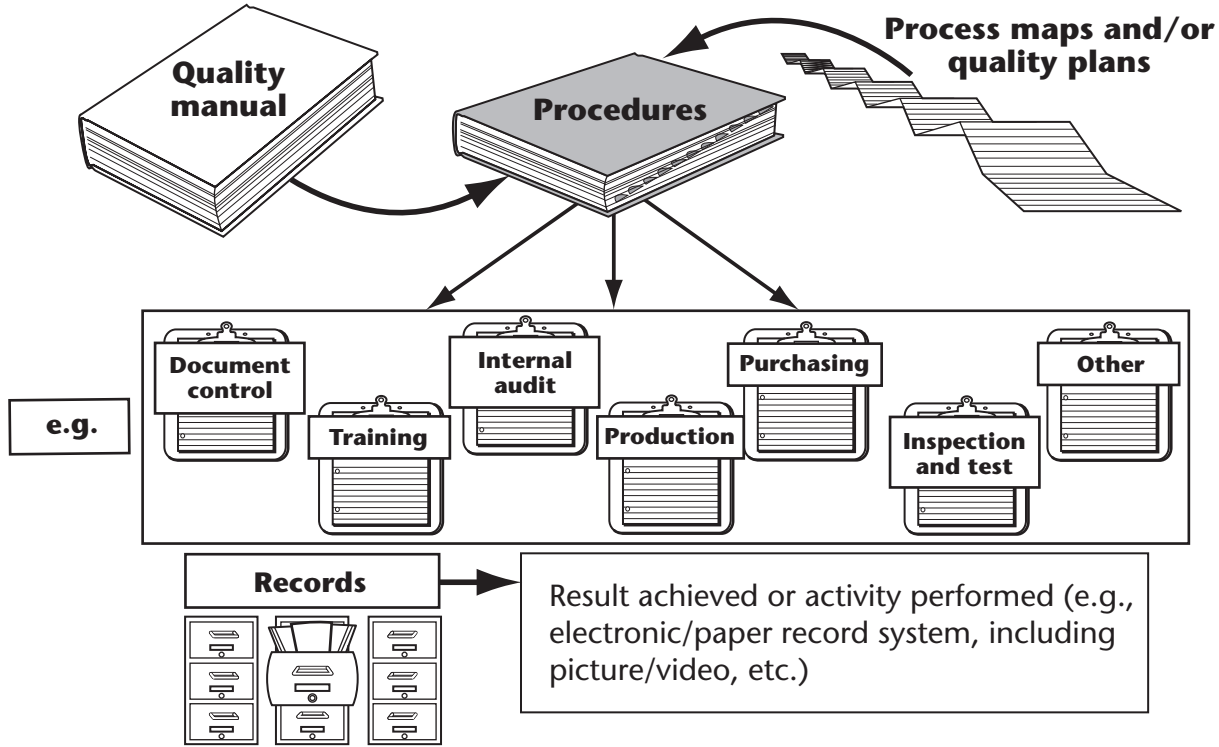 Quality
manual
Procedures
Process maps and/or
quality plans
e.g.
Document
control
Training
Internal
audit
Production
Purchasing
Inspection
and test
Other
Records
Result achieved or activity performed (e.g.,
electronic/paper record system, including
picture/video, etc.)